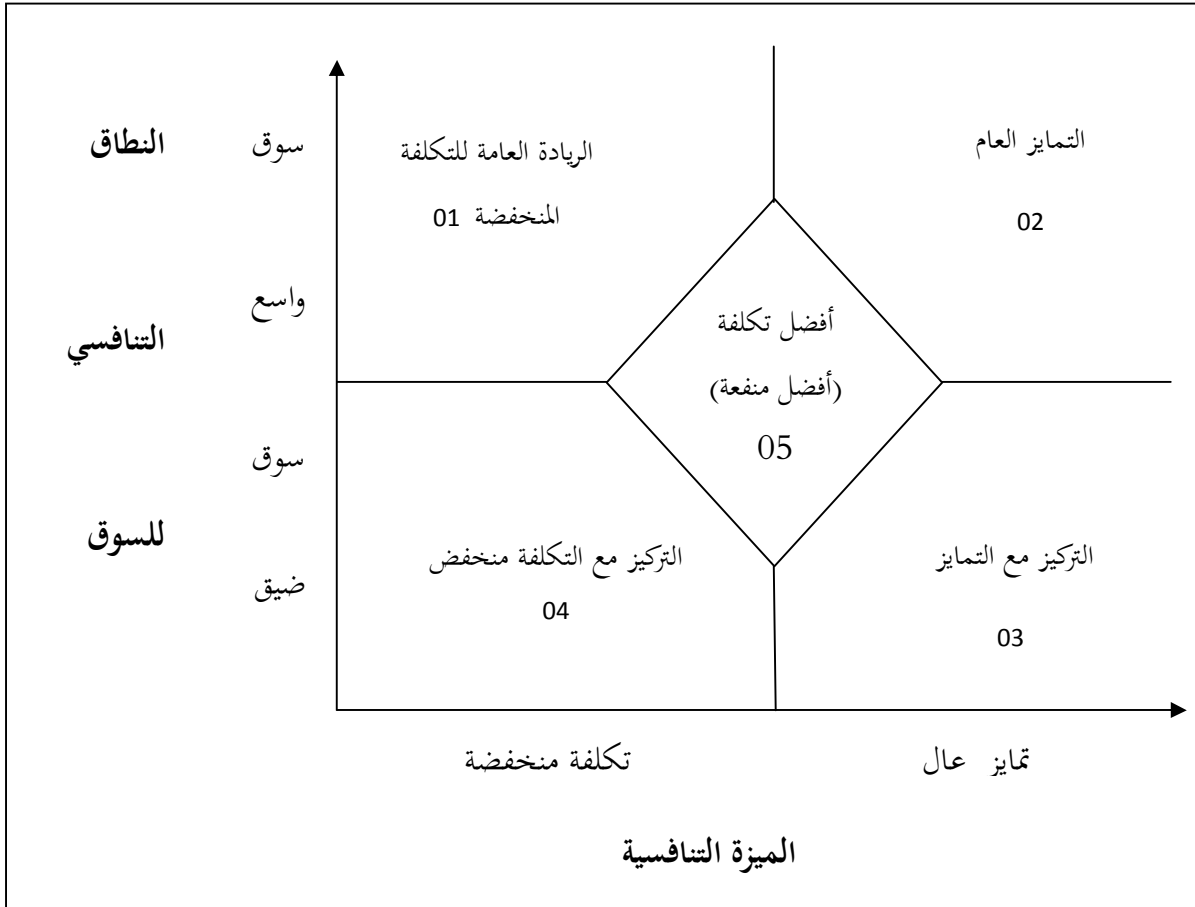 النطاق
التنافسي
للسوق
سوق
واسع
سوق
ضيق
الريادة العامة للتكلفة
المنخفضة 01
التمايز العام
02
أفضل تكلفة
(أفضل منفعة)
05
التركيز مع التكلفة منخفض
04
التركيز مع التمايز
03
تكلفة منخفضة
تمايز عال
الميزة التنافسية